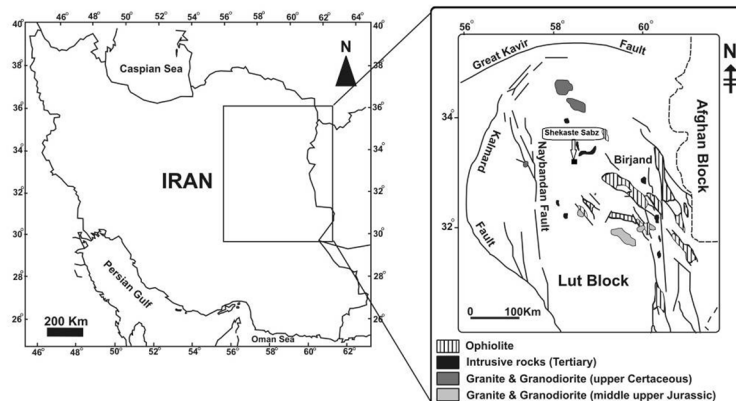 44° 46° 48° 50° 52° 54° 56° 58° 60° 62°
40
38
36
34
32
30
28
26
46° 48° 50° 52° 54° 56° 58° 60° 62°
40°
38°
36°
34°
32°
30°
28°
26°
Caspian Sea
N
IRAN
Persian Gulf
Oman Sea
200 Km
56° 58° 60°
34°
32°
Great Kavir Fault
N
Kalmard Fault
Naybandan Fault
Shekaste Sabz
Birjand
Afghan Block
Lut Block
0 100Km
Ophiolite
Intrusive rocks (Tertiary)
Granite & Granodiorite (upper Certaceous)
Granite & Granodiorite (middle upper Jurassic)